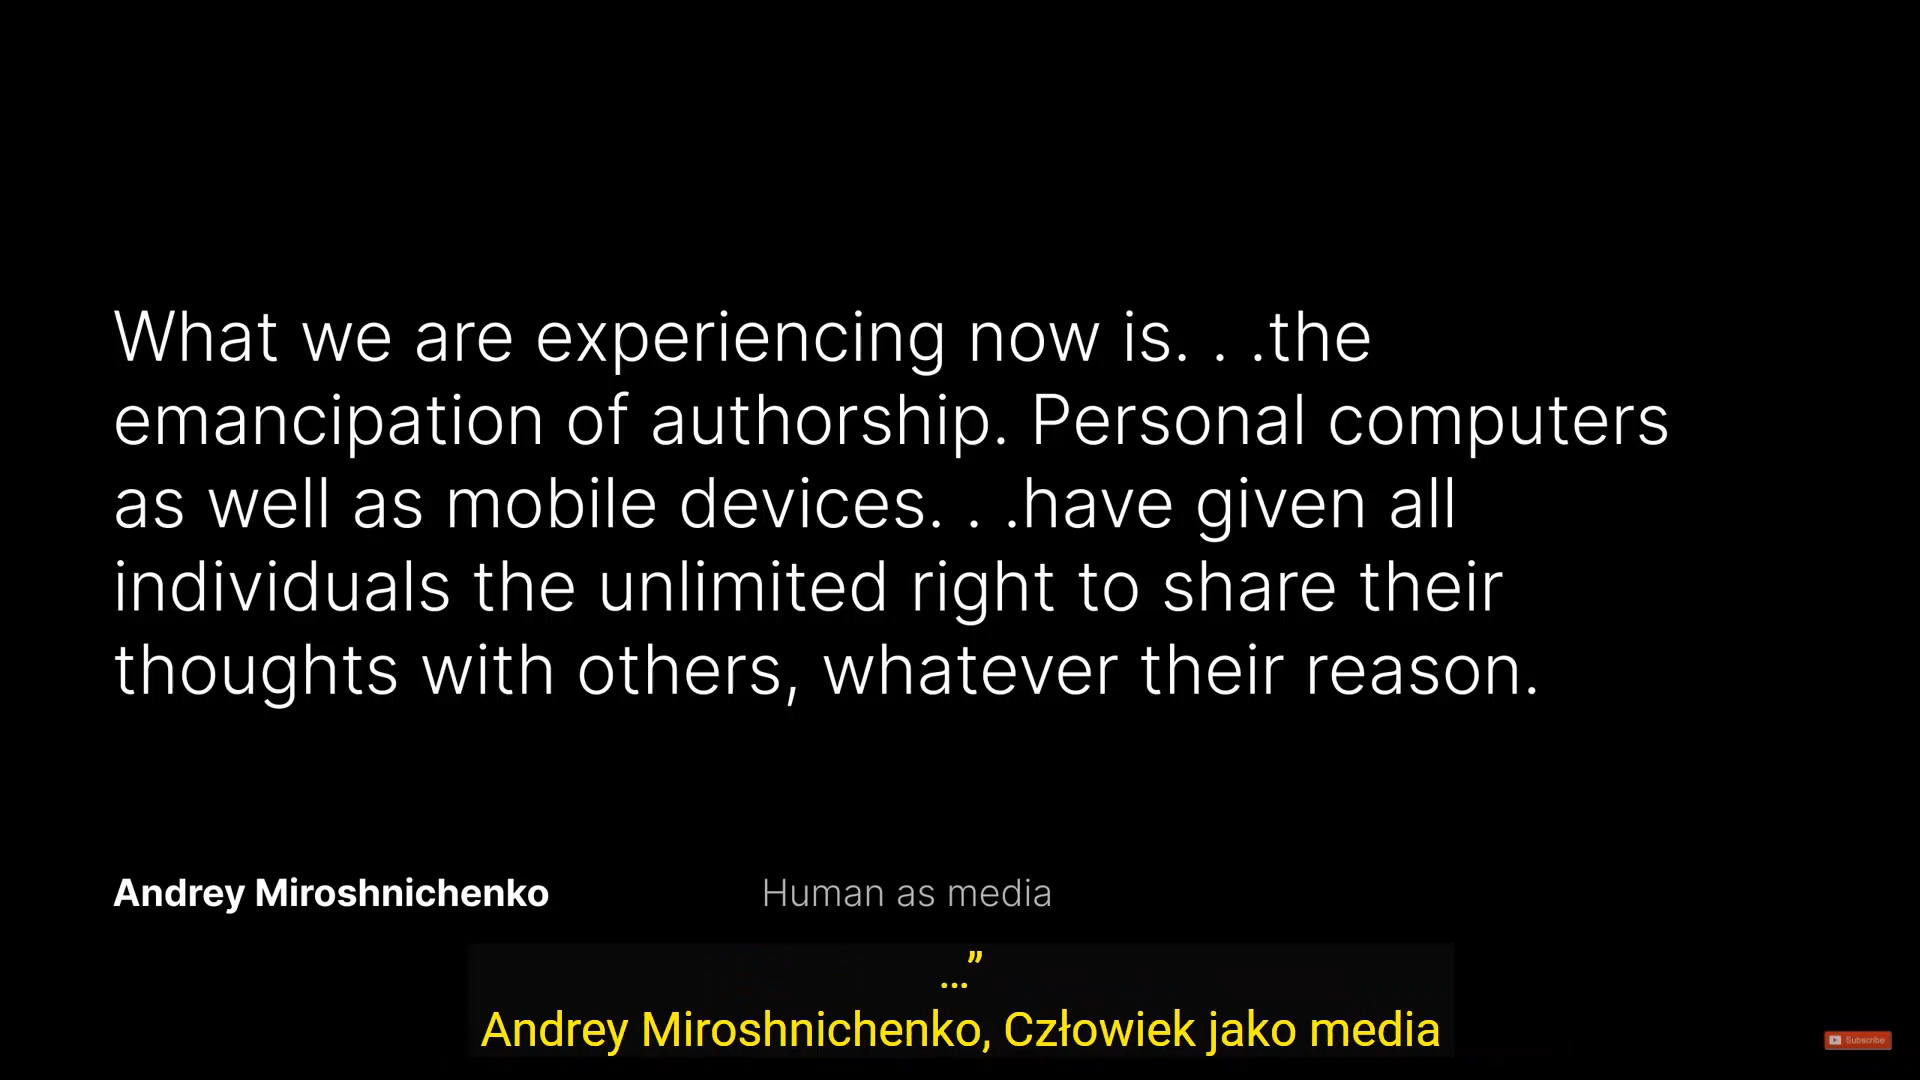 What we are experiencing now is. . .the
emancipation of authorship. Personal computers
as well as mobile devices. . .have given all
individuals the unlimited right to share their
thoughts with others, whatever their reason.
Andrey Miroshnichenko Human as media
...”
Andrey Miroshnichenko, Człowiek jako media
Subscribe